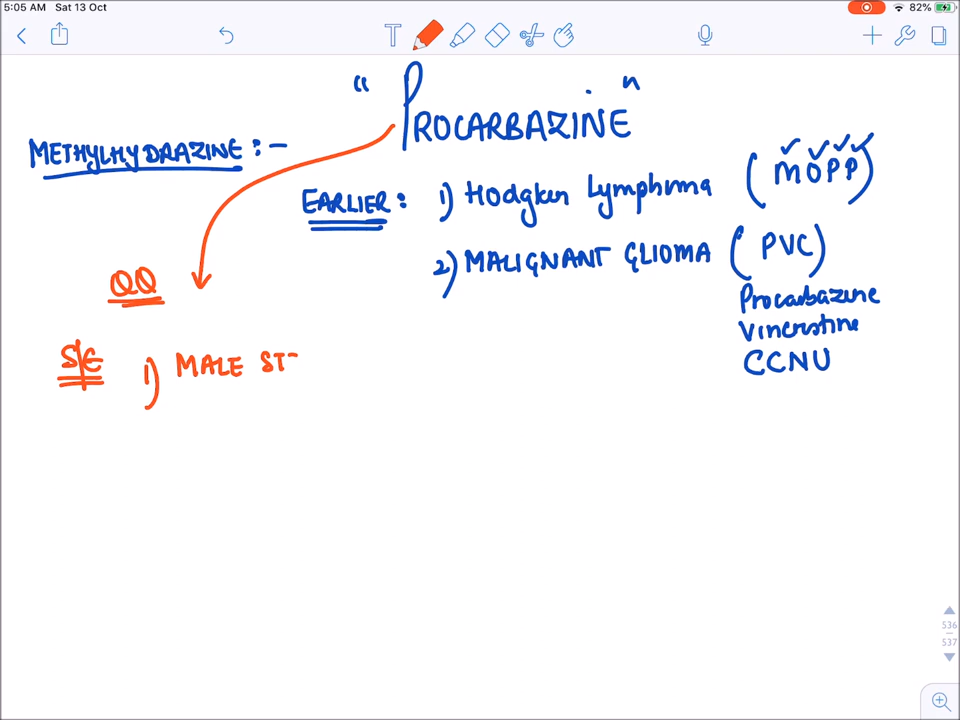 5:05 AM Sat 13 Oct 82%
"PROCARBAZINE"
METHYLHYDRAZINE :-
EARLIER : 1) Hodgkin Lymphoma (MOPP)
2) MALIGNANT GLIOMA (PVC)
Procarbazine
Vincrstine
CCNU
QQ
S/E 1) MALE ST
536
537